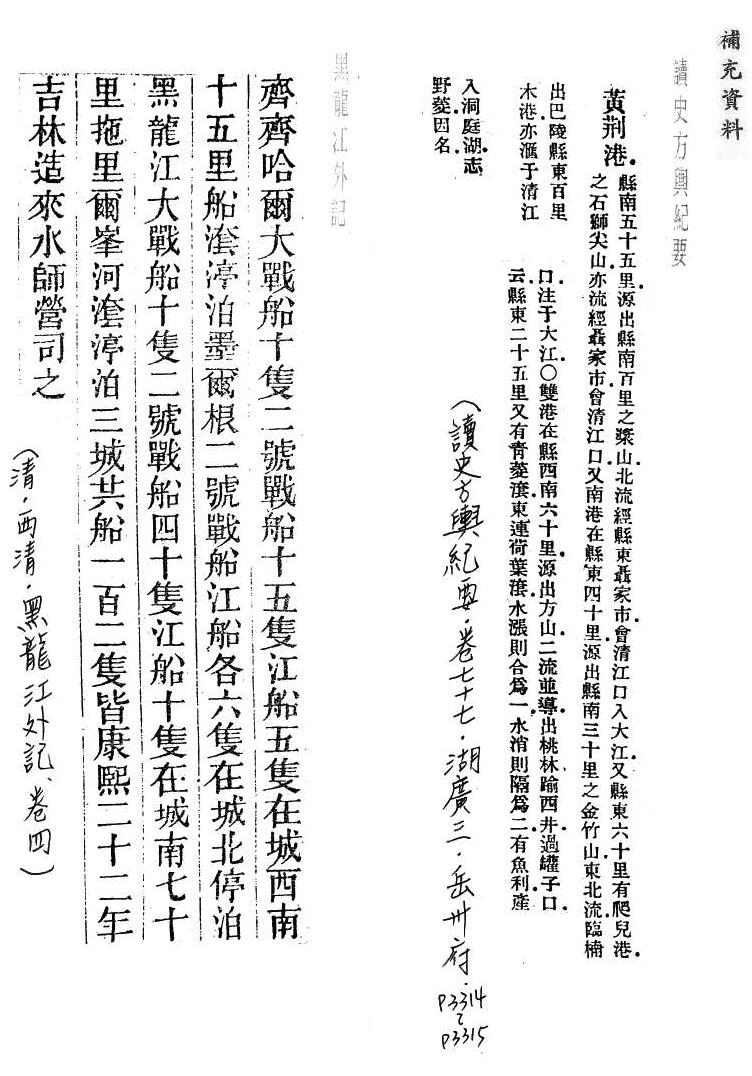 補充資料
讀史方輿紀要
黃荆港。縣南五十五里源出縣南百里之山北流經縣東聶家市會清江口入大江又縣東六十里有爬兒港
之石獅尖山亦流經聶家市會清江口又南港在縣東四十里源出縣南三十里之金竹山東北流臨楠
出巴陵縣東百里
木港亦滙于清江
口注于大江〇雙港在縣西南六十里源出方山二流並導出桃林踰西井過罐子口
云縣東二十五里又有靑菱東連荷葉水漲則合爲一水消則隔爲二有魚利產
入洞庭湖志
野菱因名
(讀史方輿紀要·卷七十七·湖廣三·岳州府·P3314~P3315
黑龍江外記
齊齊哈爾大戰船十隻二號戰船十五隻江船五隻在城西南
十五里船渟泊墨爾根二號戰船江船各六隻在城北停泊
黑龍江大戰船十隻二號戰船四十隻江船十隻在城南七十
里拖里爾峯河渟泊三城共船一百二隻皆康熙二十二年
吉林造來水師營司之
(清·西清·黑龍江外記、卷四)